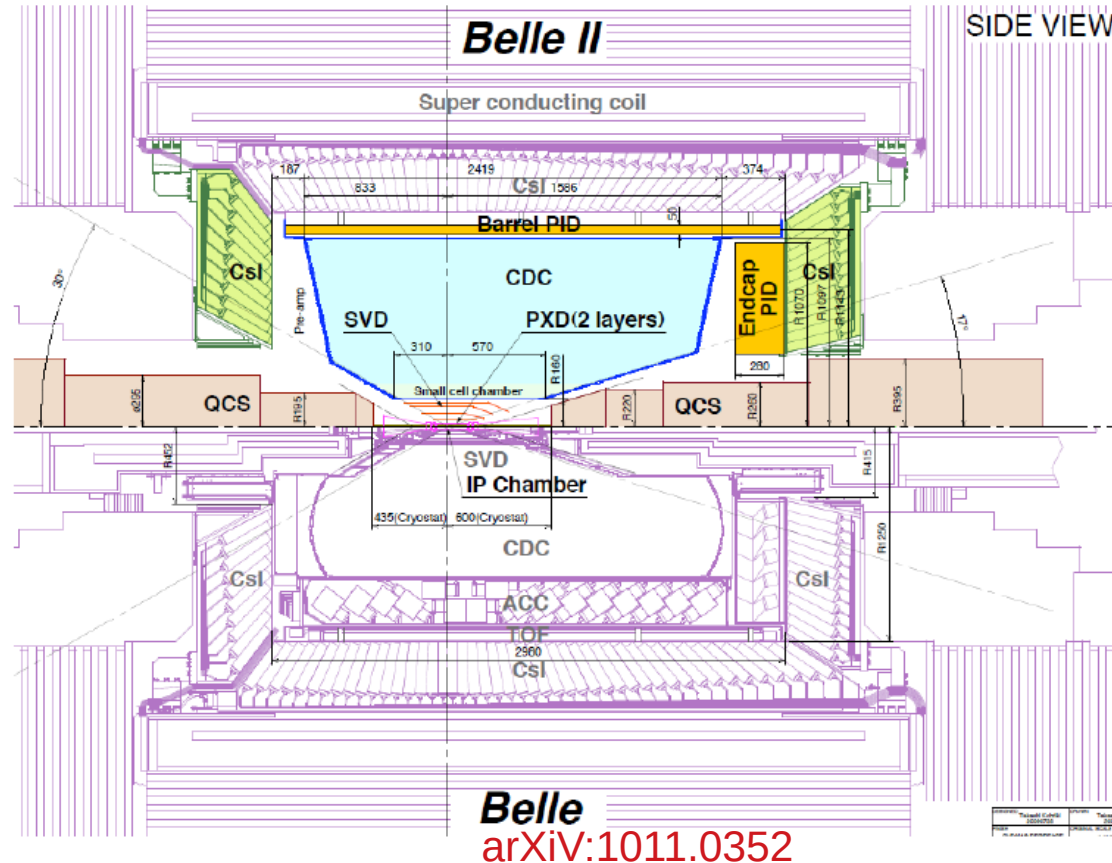 Belle II
SIDE VIEW
Super conducting coil
187
2419
374
833
CsI
1586
50
Barrel PID
CsI
CDC
CsI
30°
Pre-amp
Endcap
PID
R1070
R1097
R1143
17°
SVD
PXD(2 layers)
310
570
R160
280
Small cell chamber
QCS
R195
R220
QCS
R260
R395
R452
SVD
R415
IP Chamber
435(Cryostat)
600(Cryostat)
CDC
R1250
CsI
CsI
ACC
TOF
2960
CsI
Belle
arXiV:1011.0352